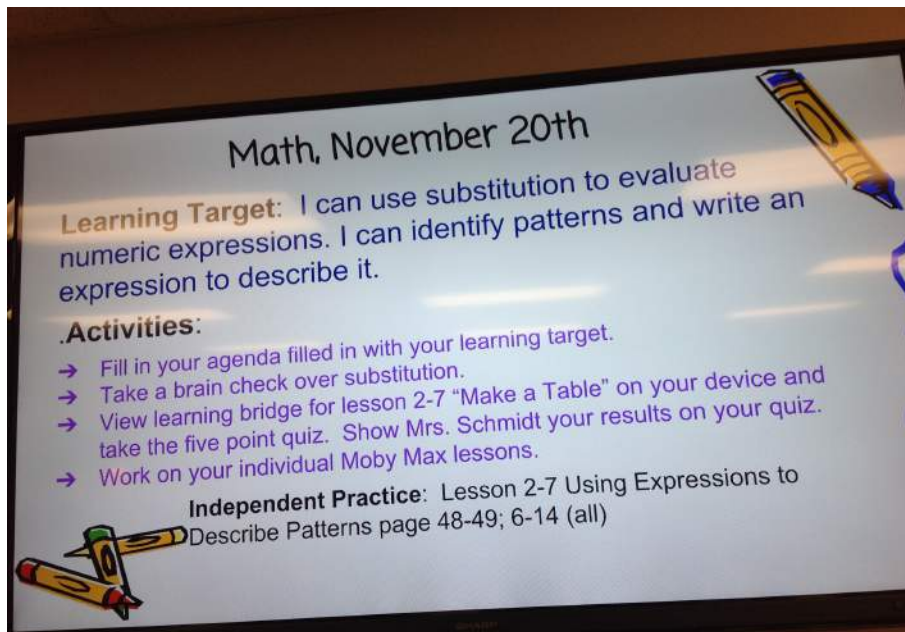 Math, November 20th
Learning Target: I can use substitution to evaluate
numeric expressions. I can identify patterns and write an
expression to describe it.
.Activities:
➔ Fill in your agenda filled in with your learning target.
➔ Take a brain check over substitution.
➔ View learning bridge for lesson 2-7 “Make a Table” on your device and
take the five point quiz. Show Mrs. Schmidt your results on your quiz.
➔ Work on your individual Moby Max lessons.
Independent Practice: Lesson 2-7 Using Expressions to
Describe Patterns page 48-49; 6-14 (all)
SHARP